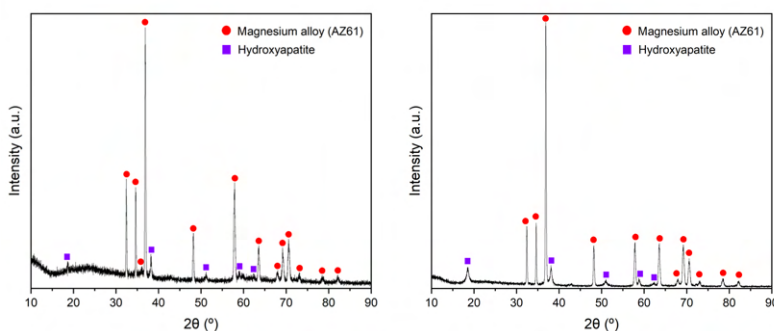 Magnesium alloy (AZ61)
Hydroxyapatite
Intensity (a.u.)
10 20 30 40 50 60 70 80 90
2θ (º)
Magnesium alloy (AZ61)
Hydroxyapatite
Intensity (a.u.)
10 20 30 40 50 60 70 80 90
2θ (º)